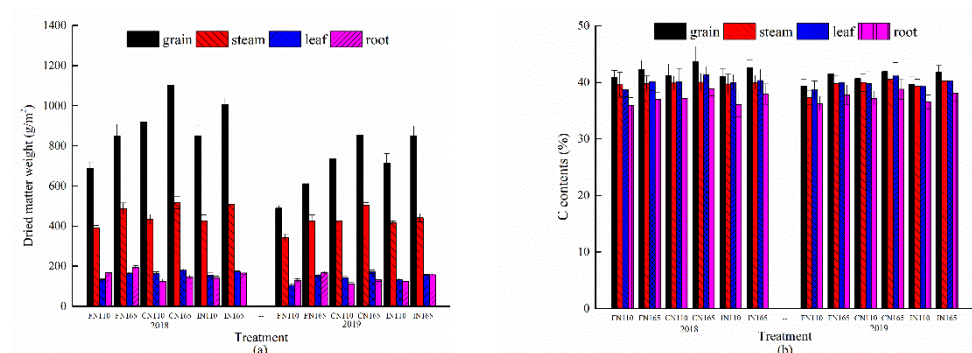 1400
1200
1000
800
600
400
200
0
Dried matter weight (g/m²)
grain steam leaf root
FN110 FN165 CN110 CN165 IN110 IN165 -- FN110 FN165 CN110 CN165 IN110 IN165
2018 2019
Treatment
(a)
50
40
30
20
10
0
C contents (%)
grain steam leaf root
FN110 FN165 CN110 CN165 IN110 IN165 -- FN110 FN165 CN110 CN165 IN110 IN165
2018 2019
Treatment
(b)